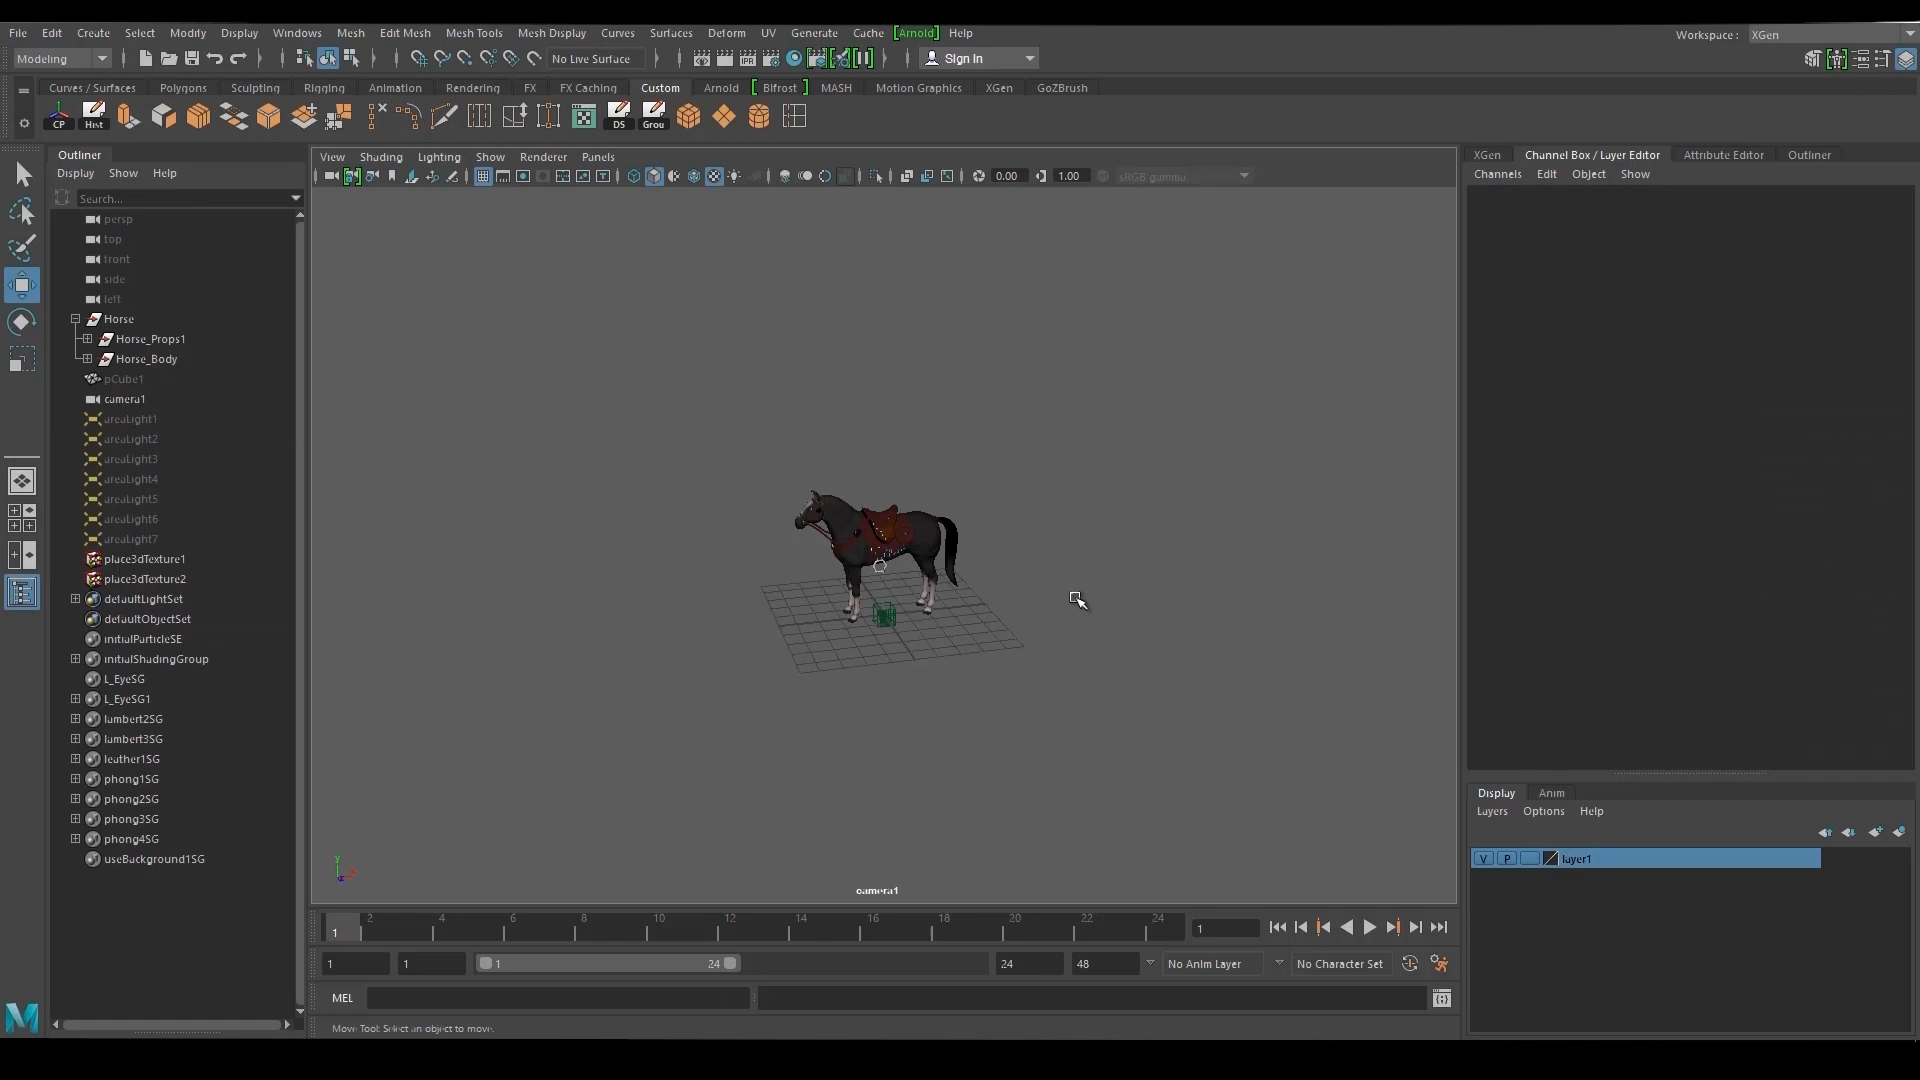 File Edit Create Select Modify Display Windows Mesh Edit Mesh Mesh Tools Mesh Display Curves Surfaces Deform UV Generate Cache [Arnold] Help
Workspace : XGen
Modeling No Live Surface Sign In
Curves / Surfaces Polygons Sculpting Rigging Animation Rendering FX FX Caching Custom Arnold [ Bifrost ] MASH Motion Graphics XGen GoZBrush
CP Hist DS Grou
Outliner
Display Show Help
Search...
persp
top
front
side
left
Horse
Horse_Props1
Horse_Body
pCube1
camera1
areaLight1
areaLight2
areaLight3
areaLight4
areaLight5
areaLight6
areaLight7
place3dTexture1
place3dTexture2
defaultLightSet
defaultObjectSet
initialParticleSE
initialShadingGroup
L_EyeSG
L_EyeSG1
lambert2SG
lambert3SG
leather1SG
phong1SG
phong2SG
phong3SG
phong4SG
useBackground1SG
View Shading Lighting Show Renderer Panels
IPR
0.00 1.00 sRGB gamma
y
x
z
camera1
XGen Channel Box / Layer Editor Attribute Editor Outliner
Channels Edit Object Show
Display Anim
Layers Options Help
V P layer1
1 2 4 6 8 10 12 14 16 18 20 22 24 1
1 1 1 24 24 48 No Anim Layer No Character Set
MEL
Move Tool: Select an object to move.
M